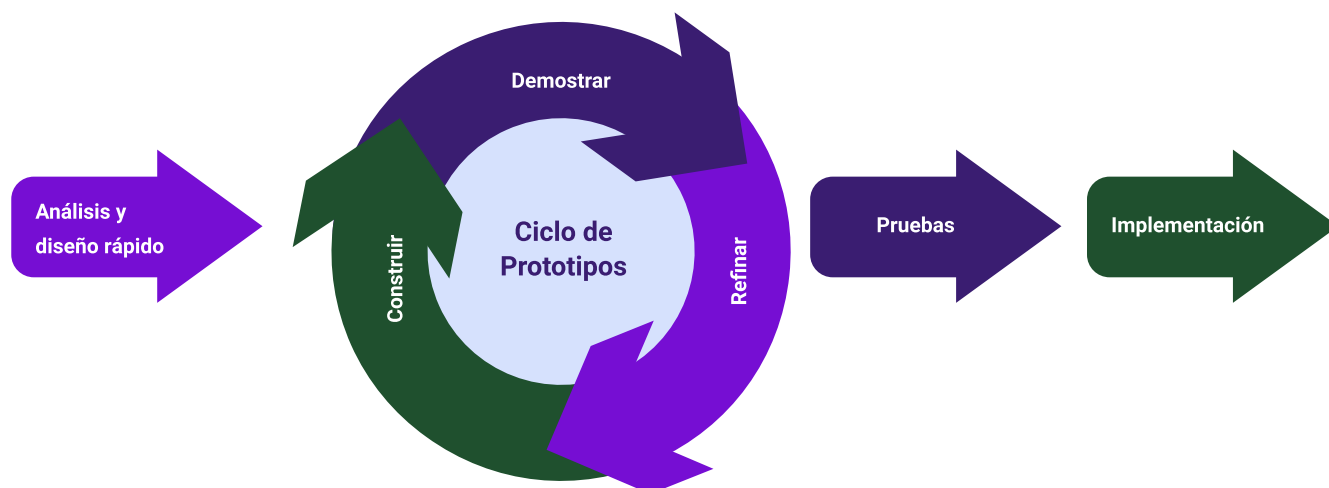 Análisis y
diseño rápido
Demostrar
Construir
Ciclo de
Prototipos
Refinar
Pruebas
Implementación